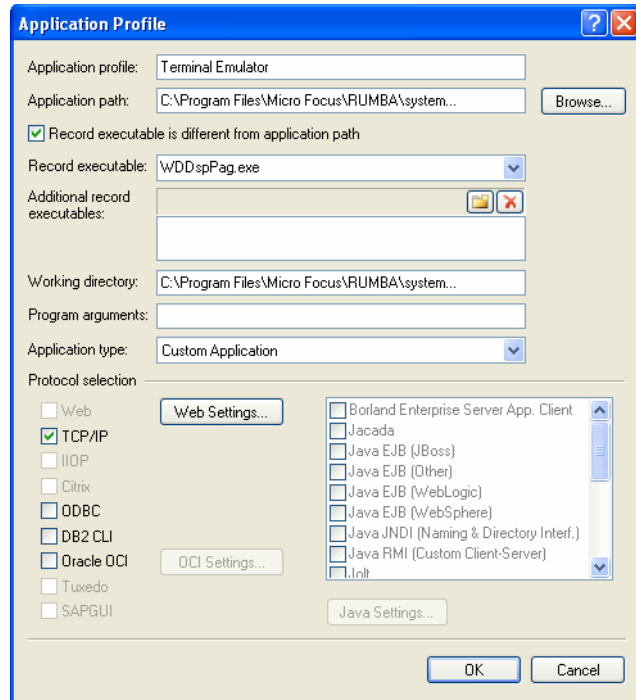 Application Profile
Application profile: Terminal Emulator
Application path: C:\Program Files\Micro Focus\RUMBA\system... Browse...
Record executable is different from application path
Record executable: WDDspPag.exe
Additional record
executables:
Working directory: C:\Program Files\Micro Focus\RUMBA\system...
Program arguments:
Application type: Custom Application
Protocol selection
Web
TCP/IP
IIOP
Citrix
ODBC
DB2 CLI
Oracle OCI
Tuxedo
SAPGUI
Web Settings...
OCI Settings...
Borland Enterprise Server App. Client
Jacada
Java EJB (JBoss)
Java EJB (Other)
Java EJB (WebLogic)
Java EJB (WebSphere)
Java JNDI (Naming & Directory Interf.)
Java RMI (Custom Client-Server)
Jolt
Java Settings...
OK Cancel